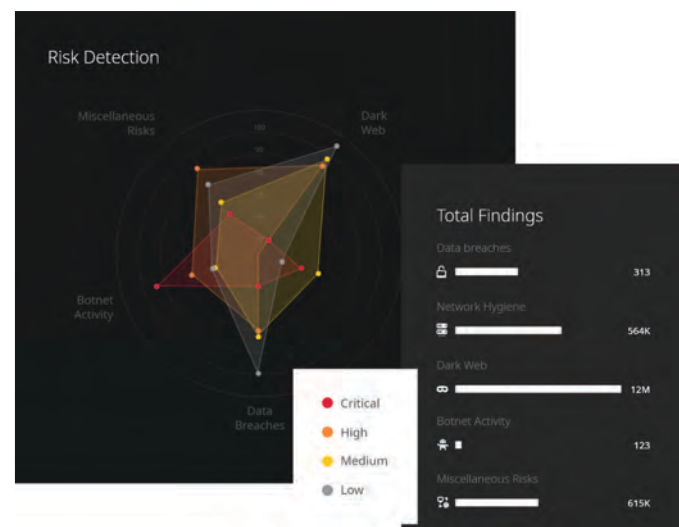 Risk Detection
Miscellaneous
Risks
Dark
Web
100
Botnet
Activity
Data
Breaches
Critical
High
Medium
Low
Total Findings
Data breaches
313
Network Hygiene
564K
Dark Web
12M
Botnet Activity
123
Miscellaneous Risks
615K